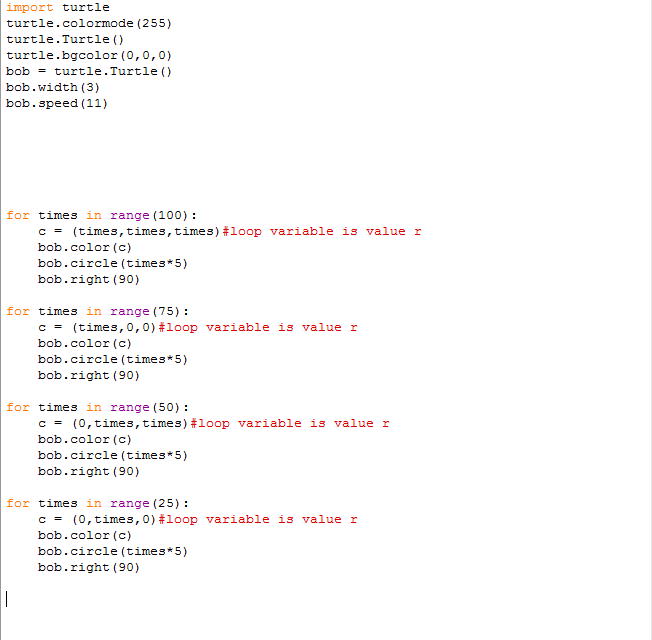 import turtle
turtle.colormode(255)
turtle.Turtle()
turtle.bgcolor(0,0,0)
bob = turtle.Turtle()
bob.width(3)
bob.speed(11)
for times in range(100):
    c = (times,times,times)#loop variable is value r
    bob.color(c)
    bob.circle(times*5)
    bob.right(90)
for times in range(75):
    c = (times,0,0)#loop variable is value r
    bob.color(c)
    bob.circle(times*5)
    bob.right(90)
for times in range(50):
    c = (0,times,times)#loop variable is value r
    bob.color(c)
    bob.circle(times*5)
    bob.right(90)
for times in range(25):
    c = (0,times,0)#loop variable is value r
    bob.color(c)
    bob.circle(times*5)
    bob.right(90)